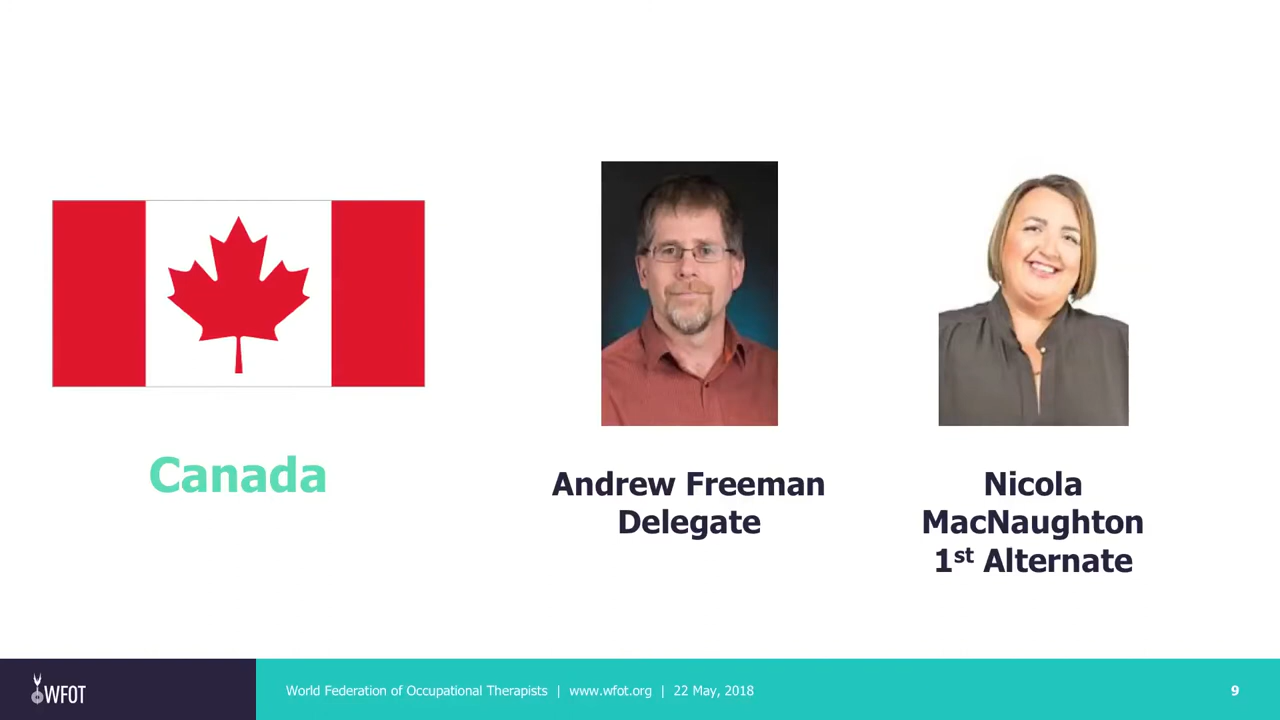 Canada
Andrew Freeman
Delegate
Nicola
MacNaughton
1st Alternate
WFOT
World Federation of Occupational Therapists | www.wfot.org | 22 May, 2018
9